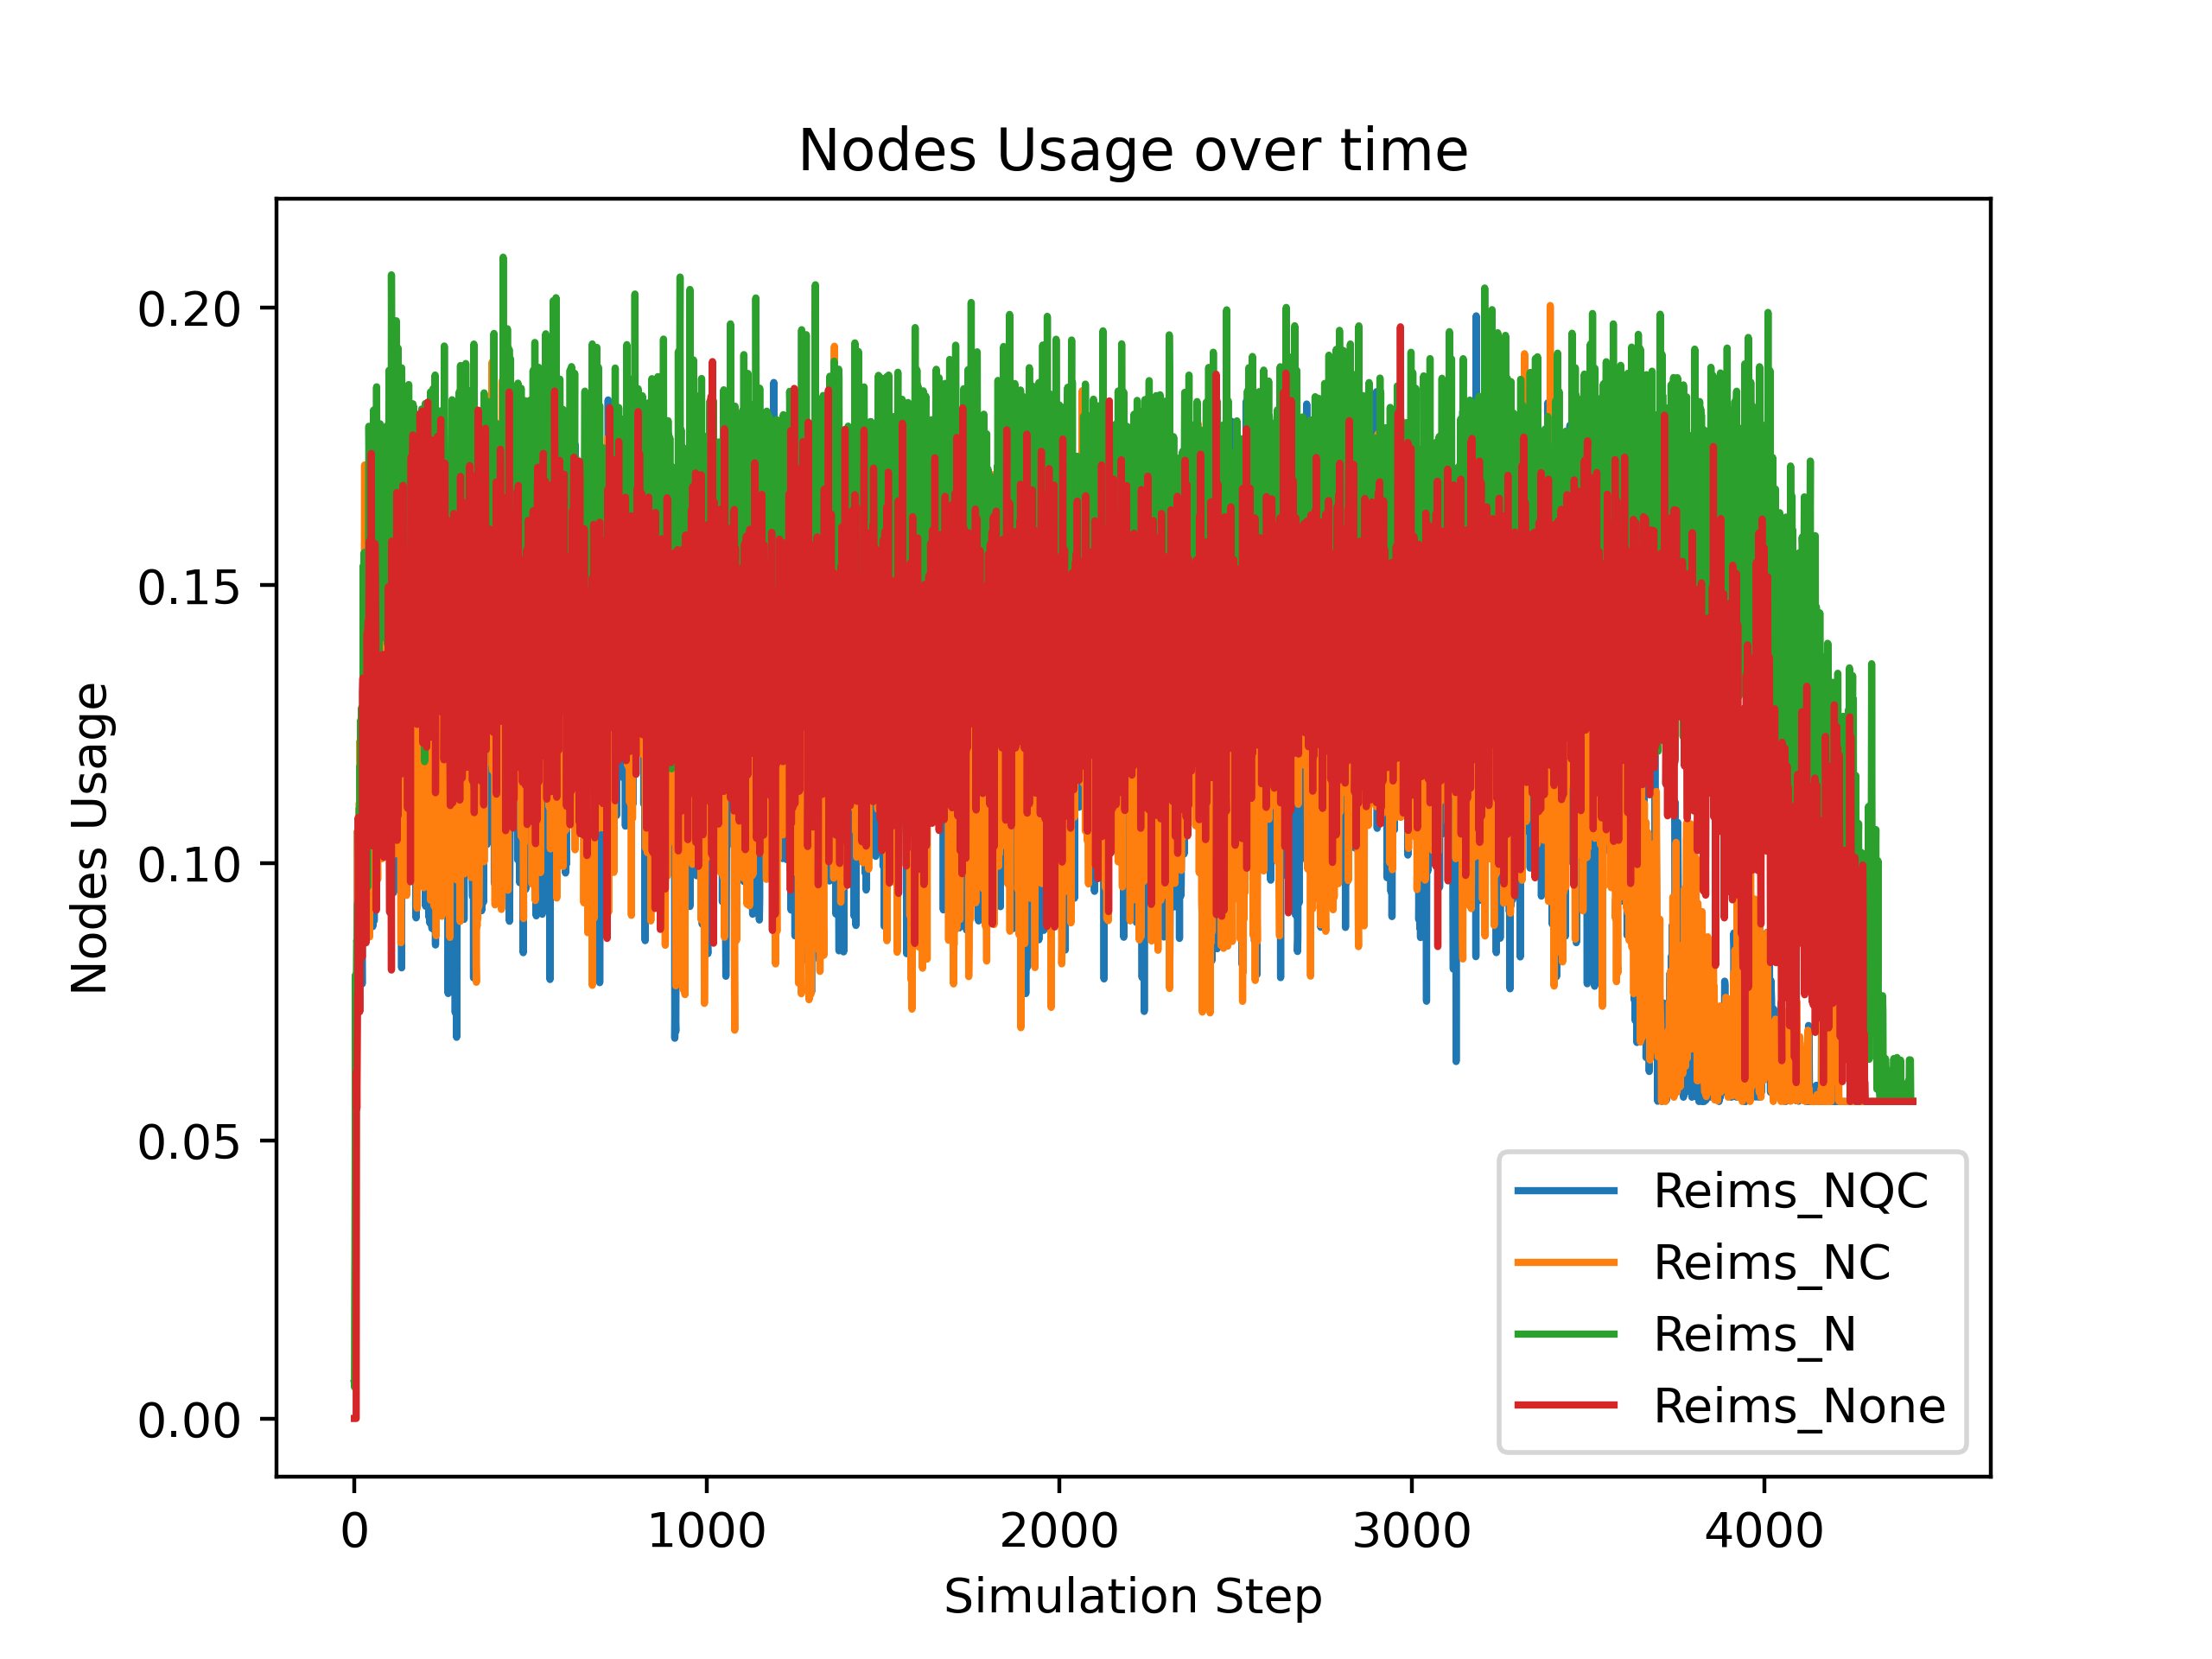 Nodes Usage over time
Nodes Usage
0.20
0.15
0.10
0.05
0.00
0 1000 2000 3000 4000
Simulation Step
Reims_NQC
Reims_NC
Reims_N
Reims_None